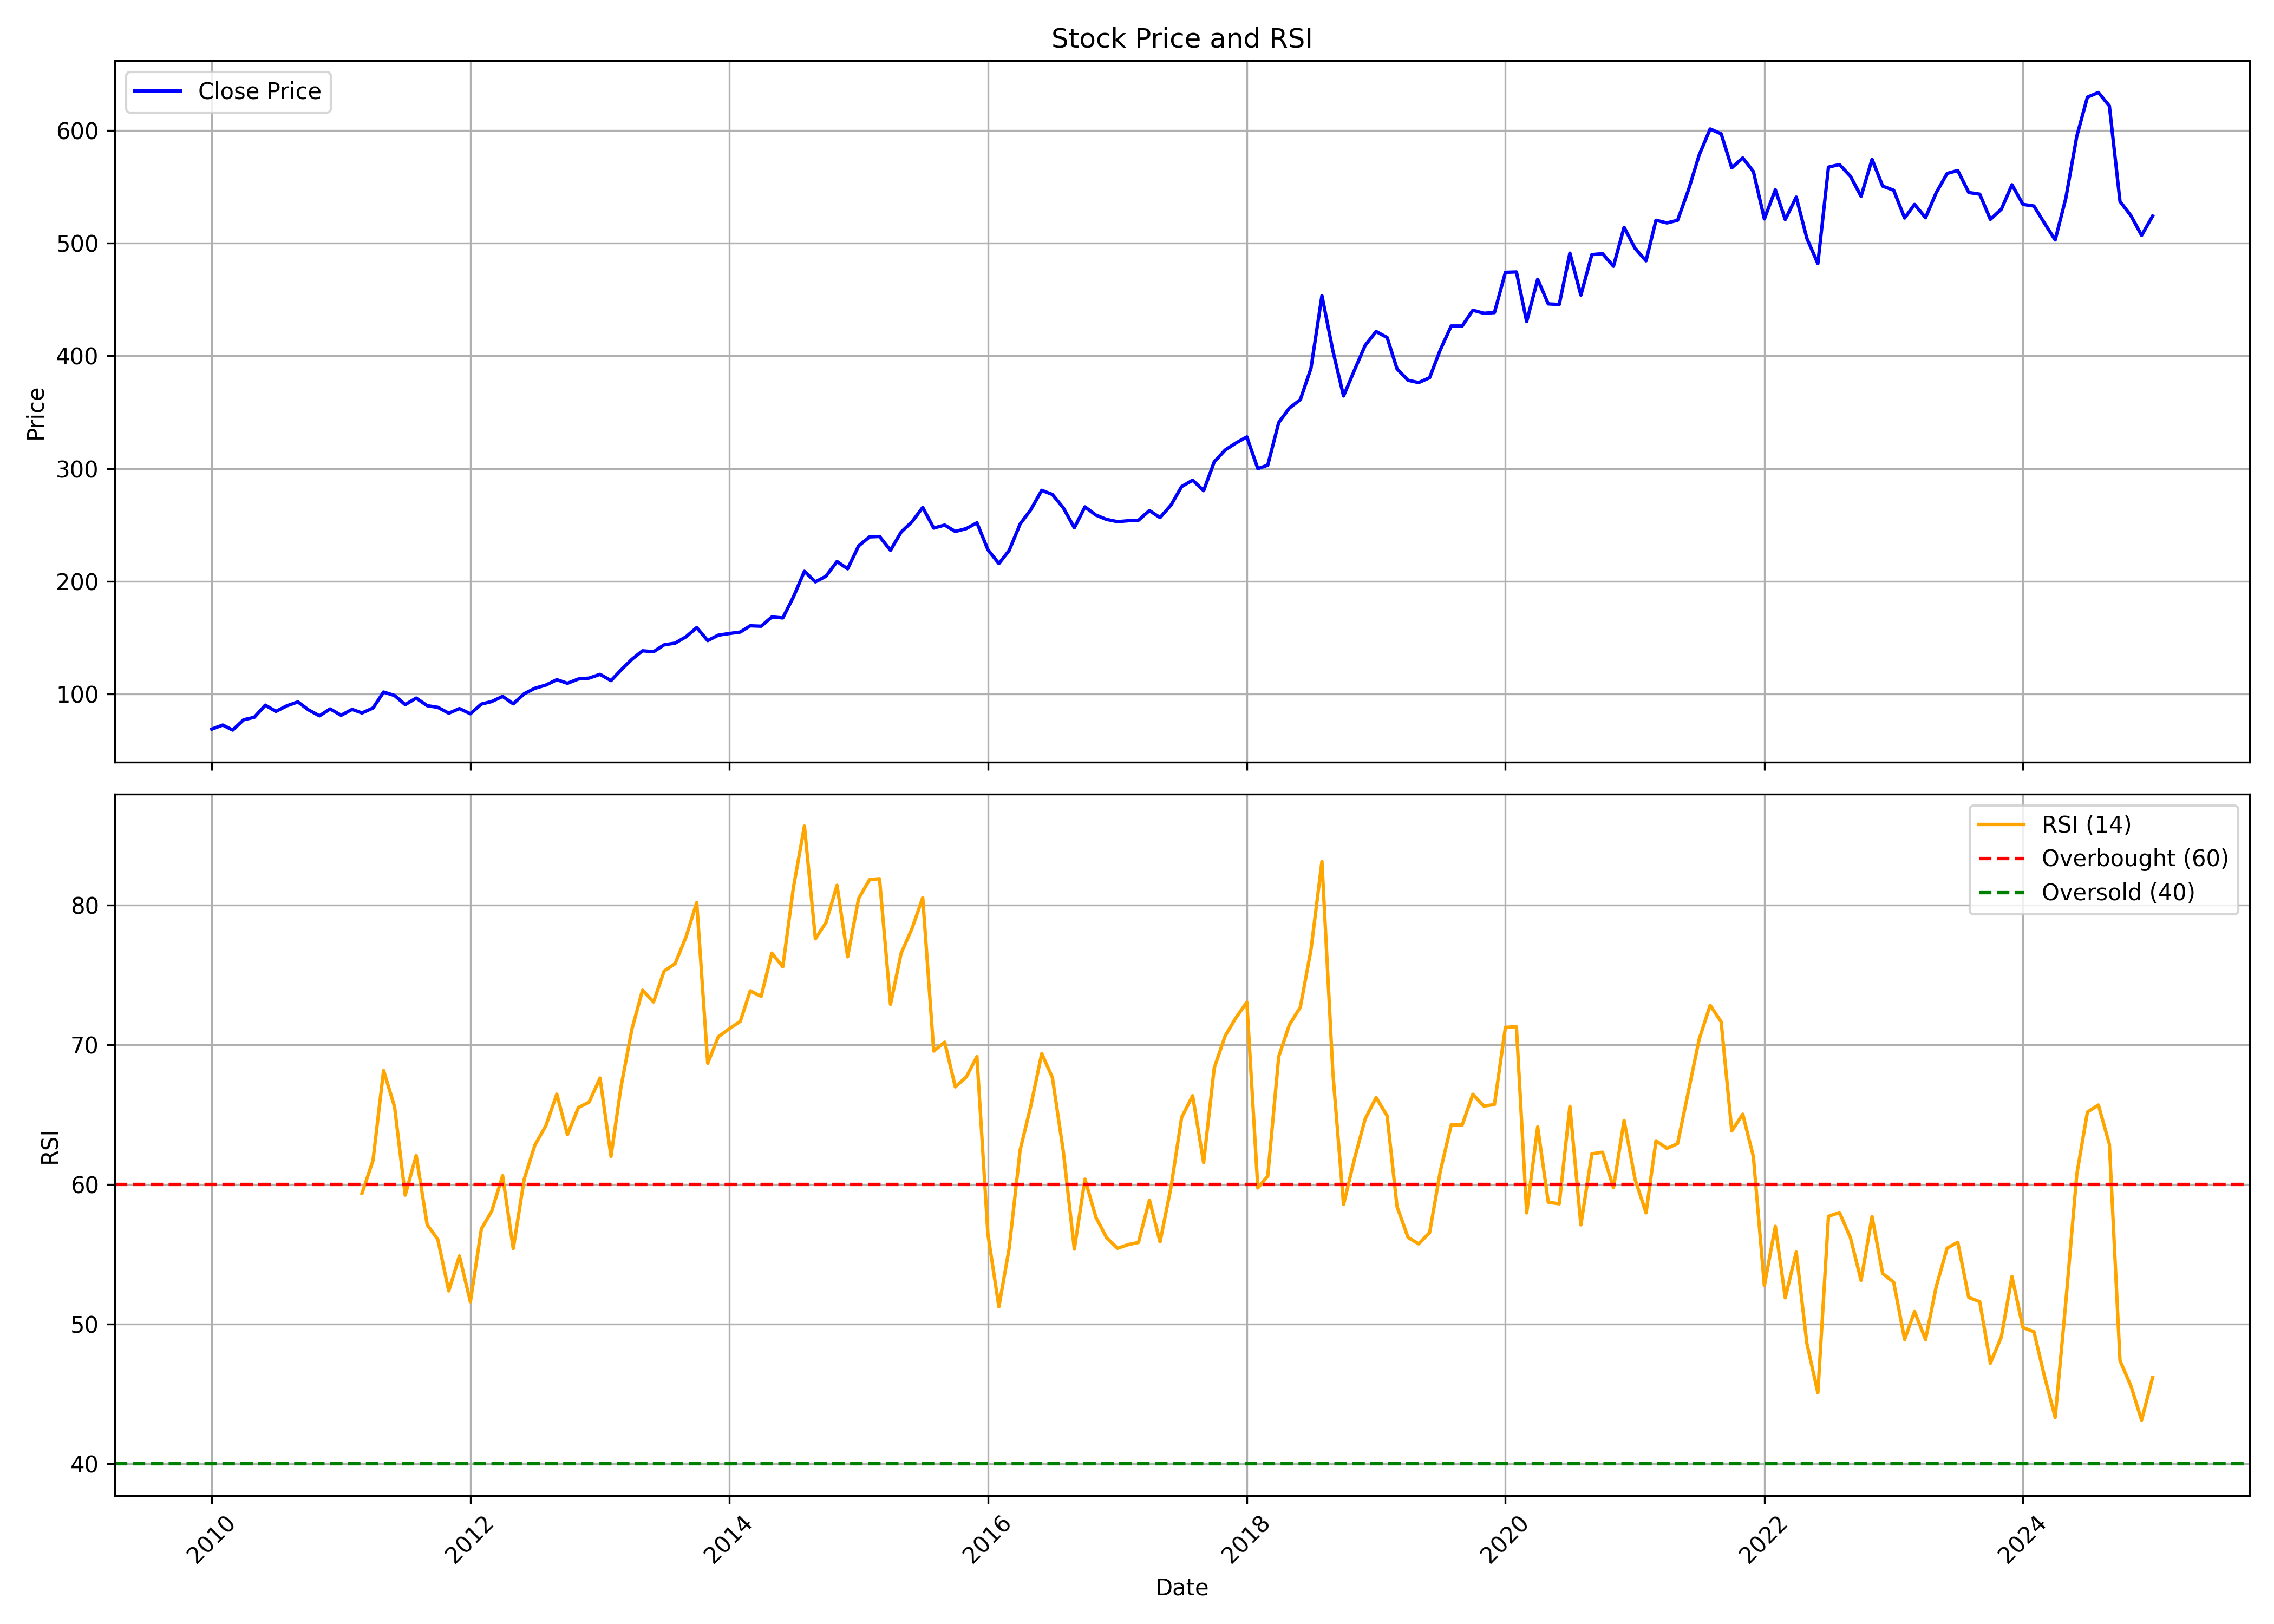 Stock Price and RSI
Close Price
600
500
400
300
200
100
Price
RSI (14)
Overbought (60)
Oversold (40)
80
70
60
50
40
RSI
2010 2012 2014 2016 2018 2020 2022 2024
Date